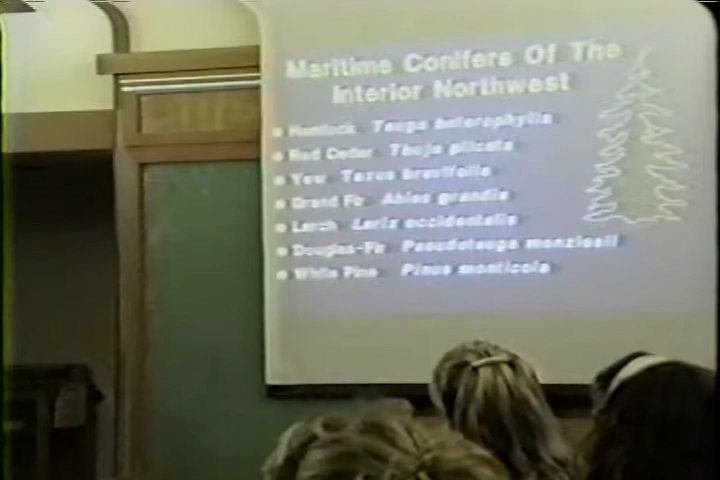 Maritime Conifers Of The
Interior Northwest
Hemlock Tsuga heterophylla
Red Cedar Thuja plicata
Yew Taxus brevifolia
Grand Fir Abies grandis
Larch Larix occidentalis
Douglas-Fir Pseudotsuga menziesii
White Pine Pinus monticola